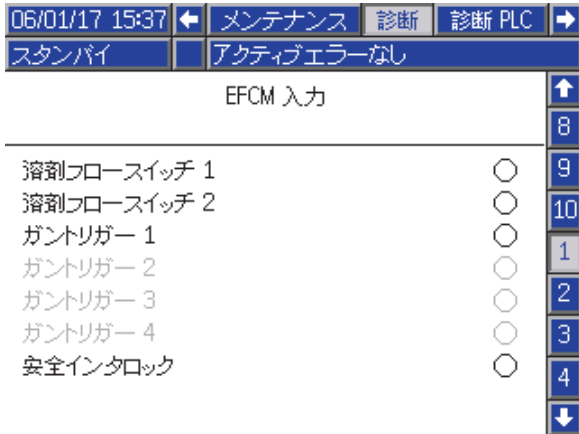 06/01/17 15:37 メンテナンス 診断 診断 PLC
スタンバイ アクティブエラーなし
EFCM 入力
8
溶剤フロースイッチ 1
9
溶剤フロースイッチ 2
10
ガントリガー 1
1
ガントリガー 2
ガントリガー 3
2
ガントリガー 4
3
安全インタロック
4